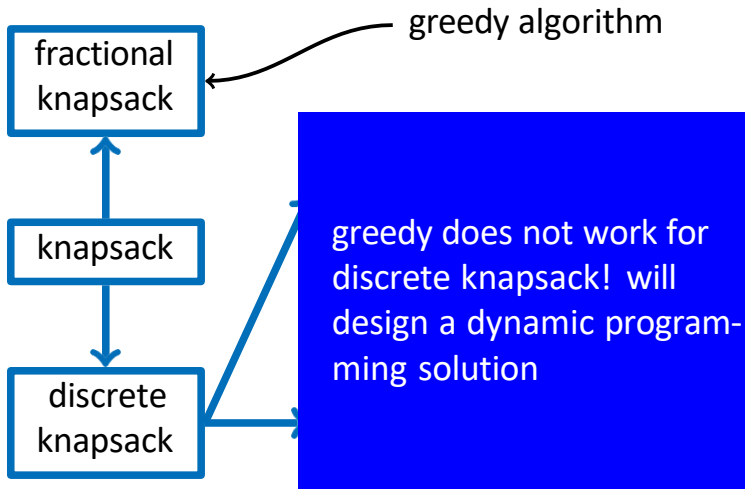 greedy algorithm
fractional
knapsack
knapsack
greedy does not work for
discrete knapsack! will
design a dynamic program-
ming solution
discrete
knapsack